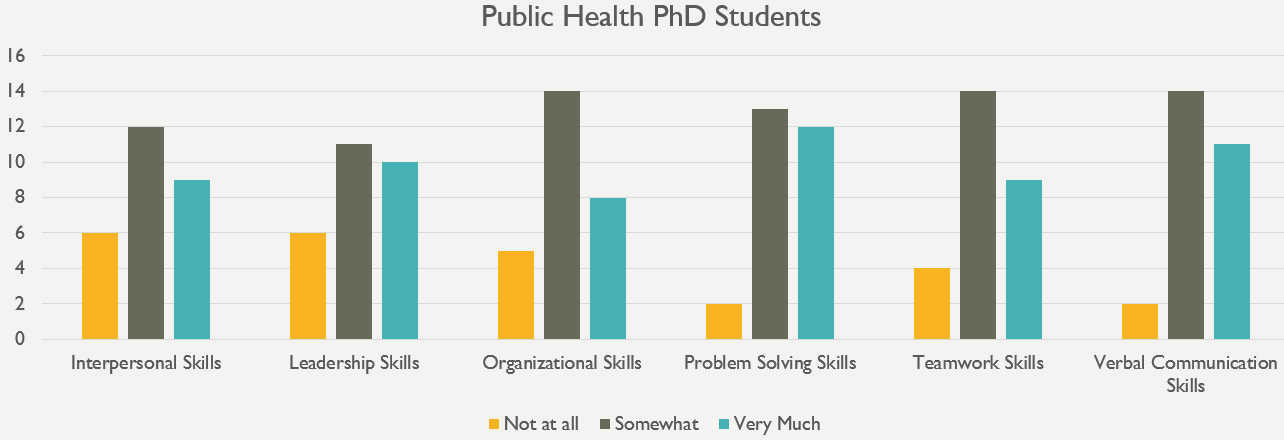 Public Health PhD Students
16
14
12
10
8
6
4
2
0
Interpersonal Skills
Leadership Skills
Organizational Skills
Problem Solving Skills
Teamwork Skills
Verbal Communication
Skills
Not at all
Somewhat
Very Much